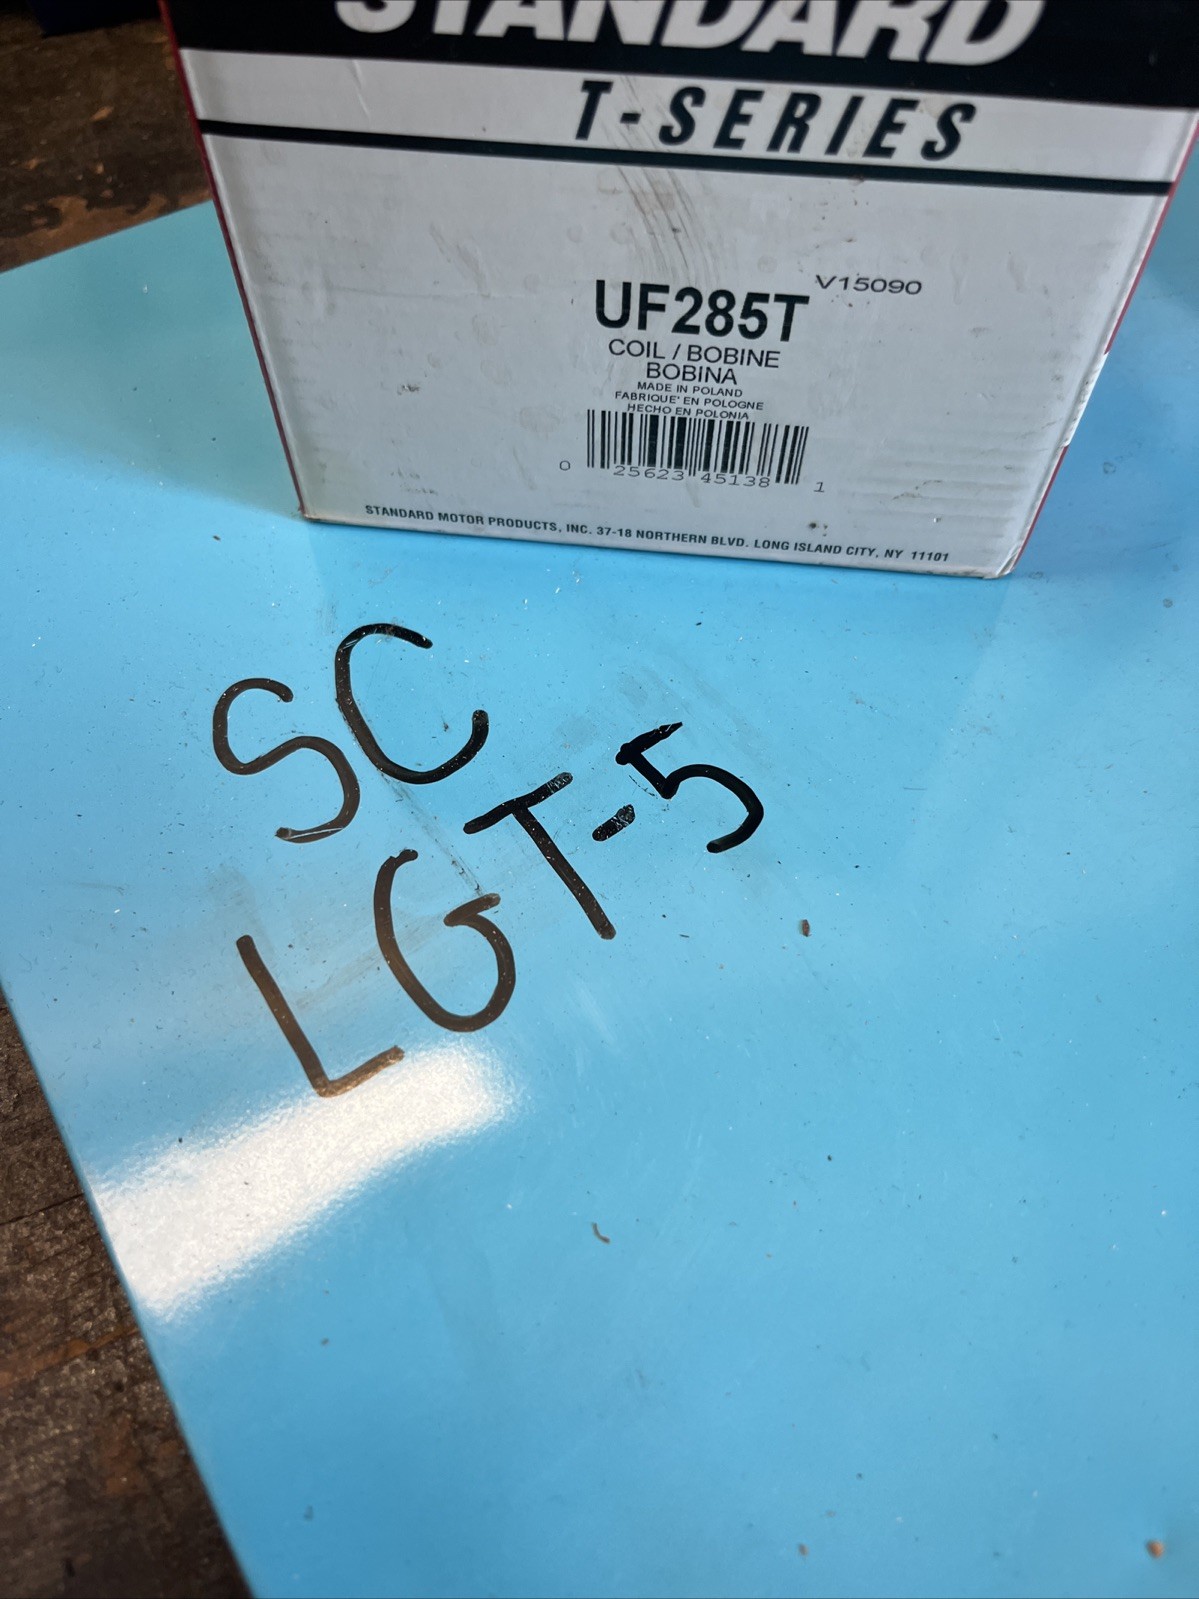 STANDARD
T-SERIES
V15090
UF285T
COIL / BOBINE
BOBINA
MADE IN POLAND
FABRIQUE' EN POLOGNE
HECHO EN POLONIA
0 25623 45138 1
STANDARD MOTOR PRODUCTS, INC. 37-18 NORTHERN BLVD. LONG ISLAND CITY, NY 11101
SC
LGT-5